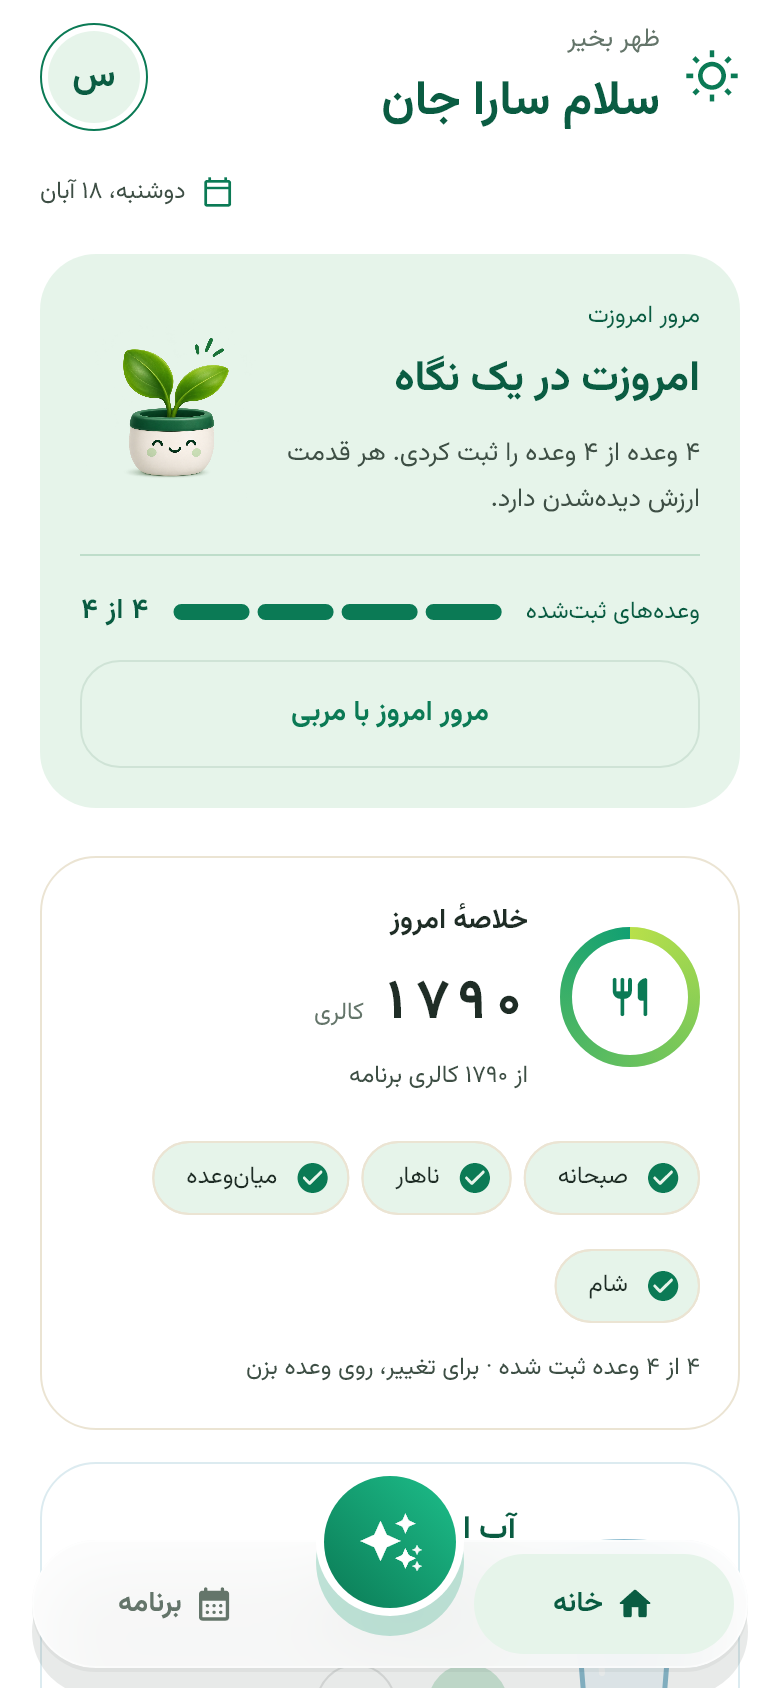 ظهر بخیر
سلام سارا جان
س
دوشنبه، ۱۸ آبان
مرور امروزت
امروزت در یک نگاه
۴ وعده از ۴ وعده را ثبت کردی. هر قدمت
ارزش دیده‌شدن دارد.
وعده‌های ثبت‌شده
۴ از ۴
مرور امروز با مربی
خلاصهٔ امروز
۱۷۹۰ کالری
از ۱۷۹۰ کالری برنامه
صبحانه
ناهار
میان‌وعده
شام
۴ از ۴ وعده ثبت شده · برای تغییر، روی وعده بزن
آب
خانه
برنامه